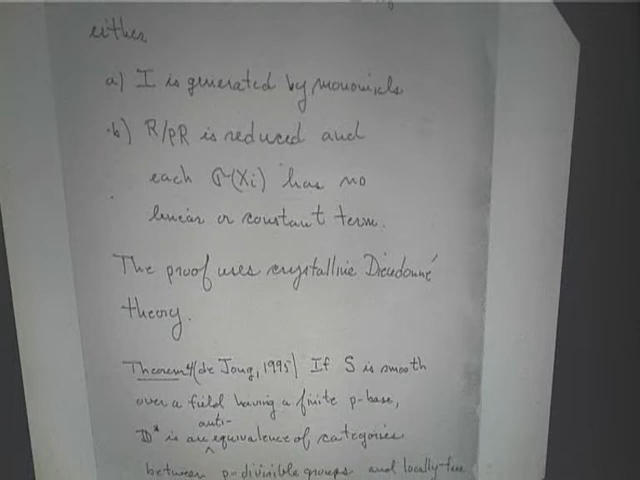 either
a) I is generated by monomials
b) R/pR is reduced and
each σ(Xi) has no
linear or constant term.
The proof uses crystalline Dieudonné
theory.
Theorem 4 (de Jong, 1995) If S is smooth
over a field having a finite p-base,
anti-
D* is an equivalence of categories
between p-divisible groups and locally-free